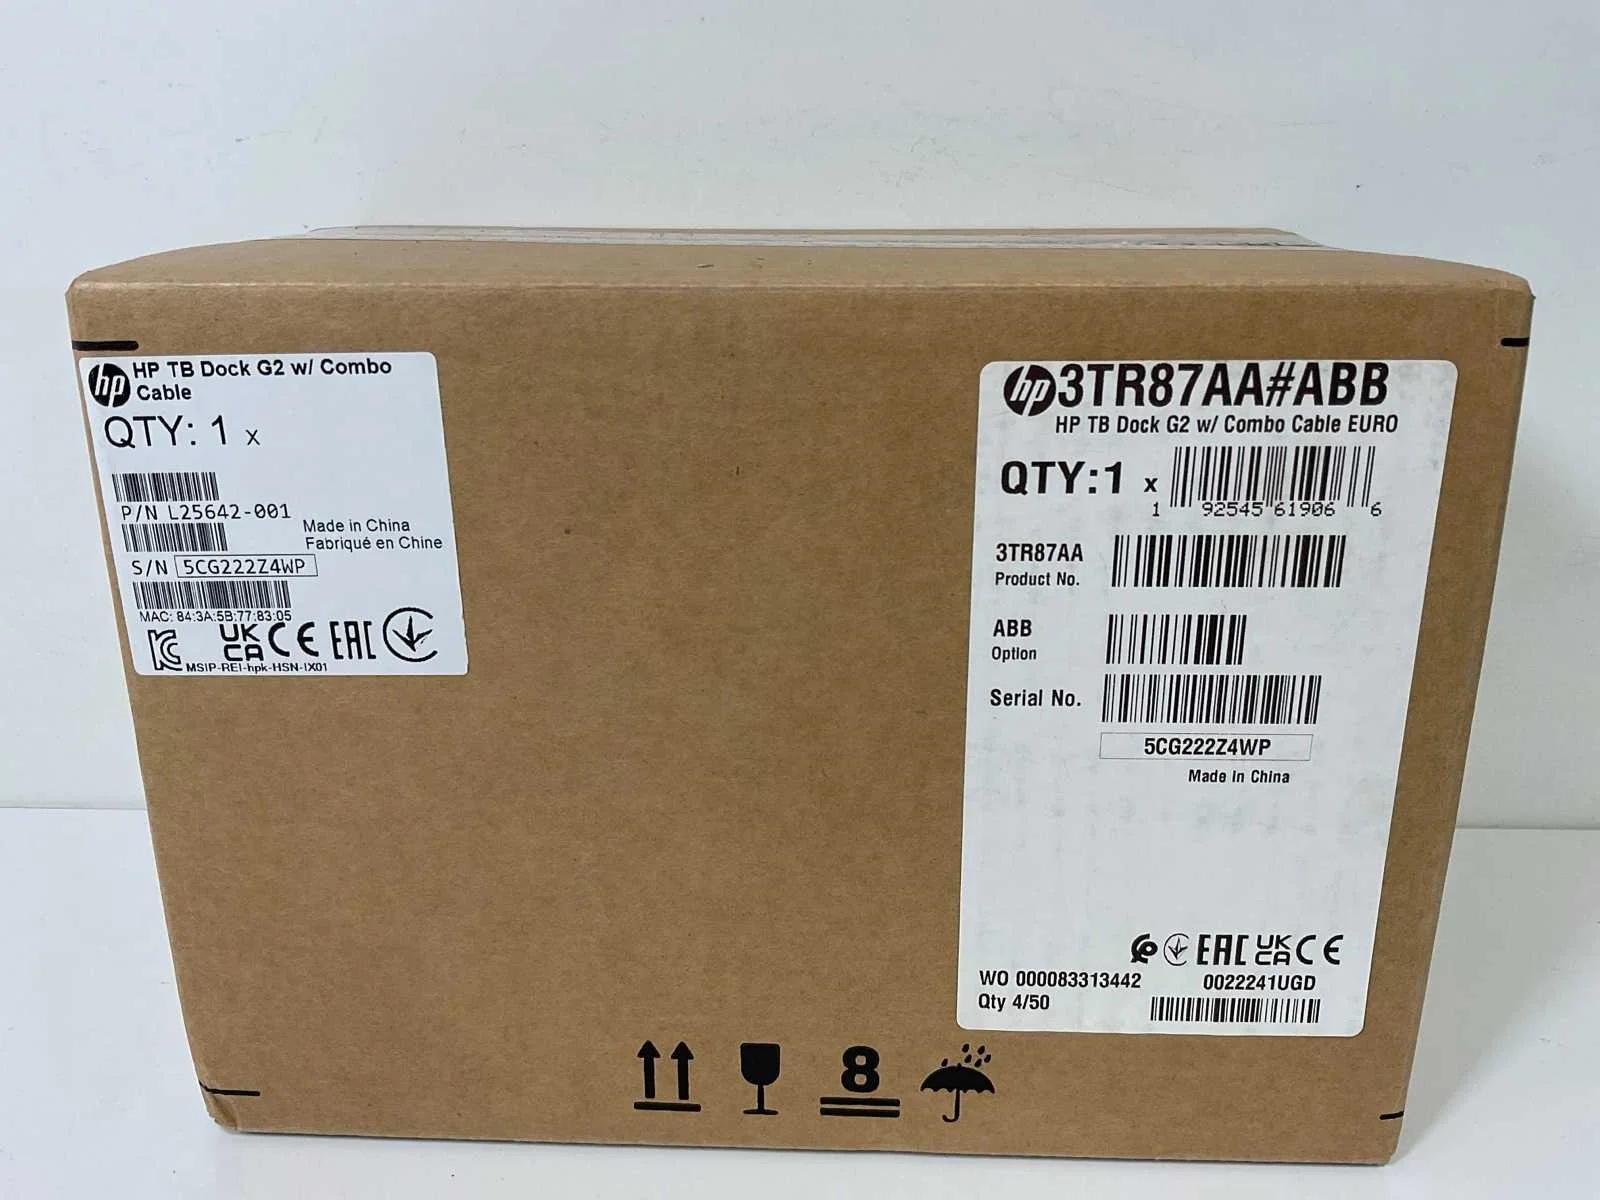 hp HP TB Dock G2 w/ Combo
Cable
QTY: 1 x
P/N L25642-001
Made in China
Fabriqué en Chine
S/N 5CG222Z4WP
MAC: 84:3A:5B:77:83:05
UK
CA CE EAC
MSIP-REI-hpk-HSN-IX01
hp 3TR87AA#ABB
HP TB Dock G2 w/ Combo Cable EURO
QTY:1 x
1 92545 61906 6
3TR87AA
Product No.
ABB
Option
Serial No.
5CG222Z4WP
Made in China
EAC UK CA CE
WO 000083313442
0022241UGD
Qty 4/50
8